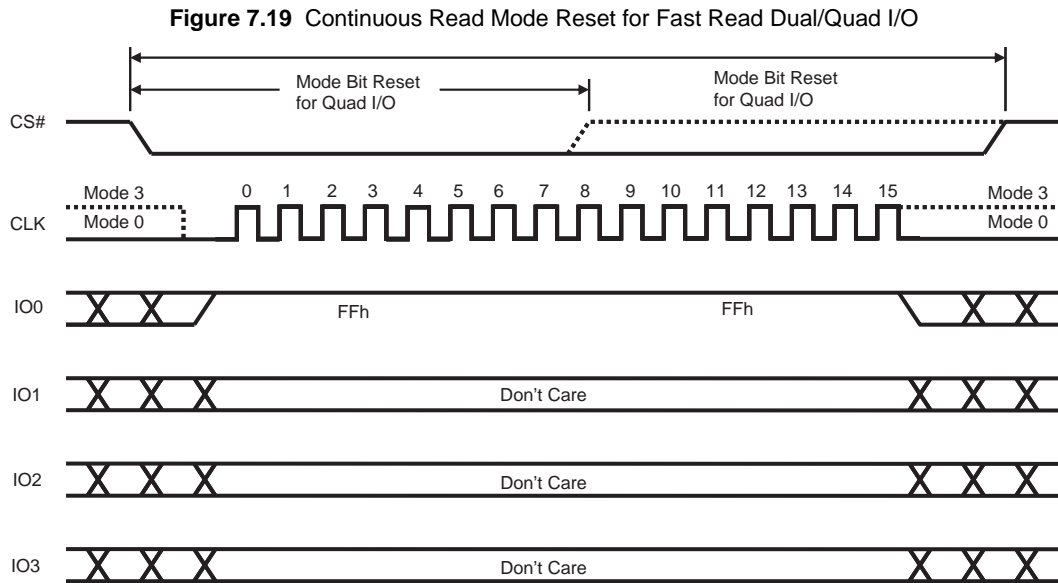 Figure 7.19 Continuous Read Mode Reset for Fast Read Dual/Quad I/O
Mode Bit Reset
for Quad I/O
Mode Bit Reset
for Quad I/O
CS#
Mode 3
Mode 0
CLK
0 1 2 3 4 5 6 7 8 9 10 11 12 13 14 15
Mode 3
Mode 0
IO0
FFh
FFh
IO1
Don't Care
IO2
Don't Care
IO3
Don't Care